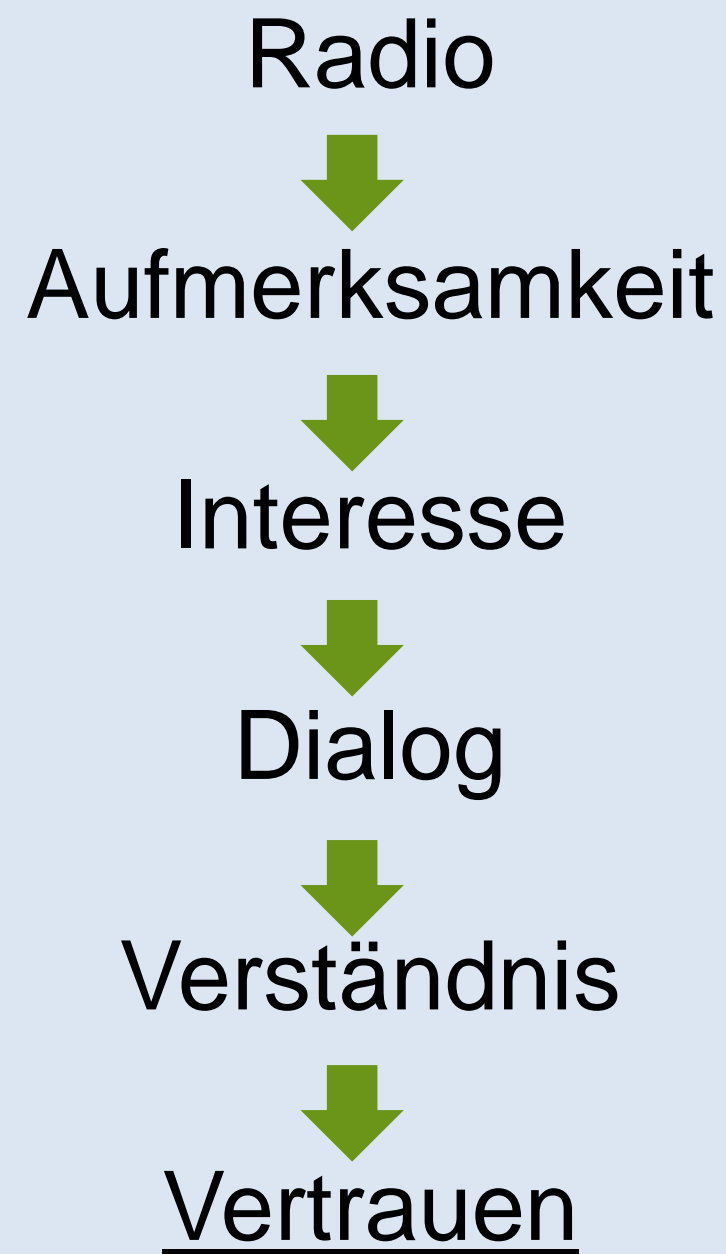 Radio
Aufmerksamkeit
Interesse
Dialog
Verständnis
Vertrauen